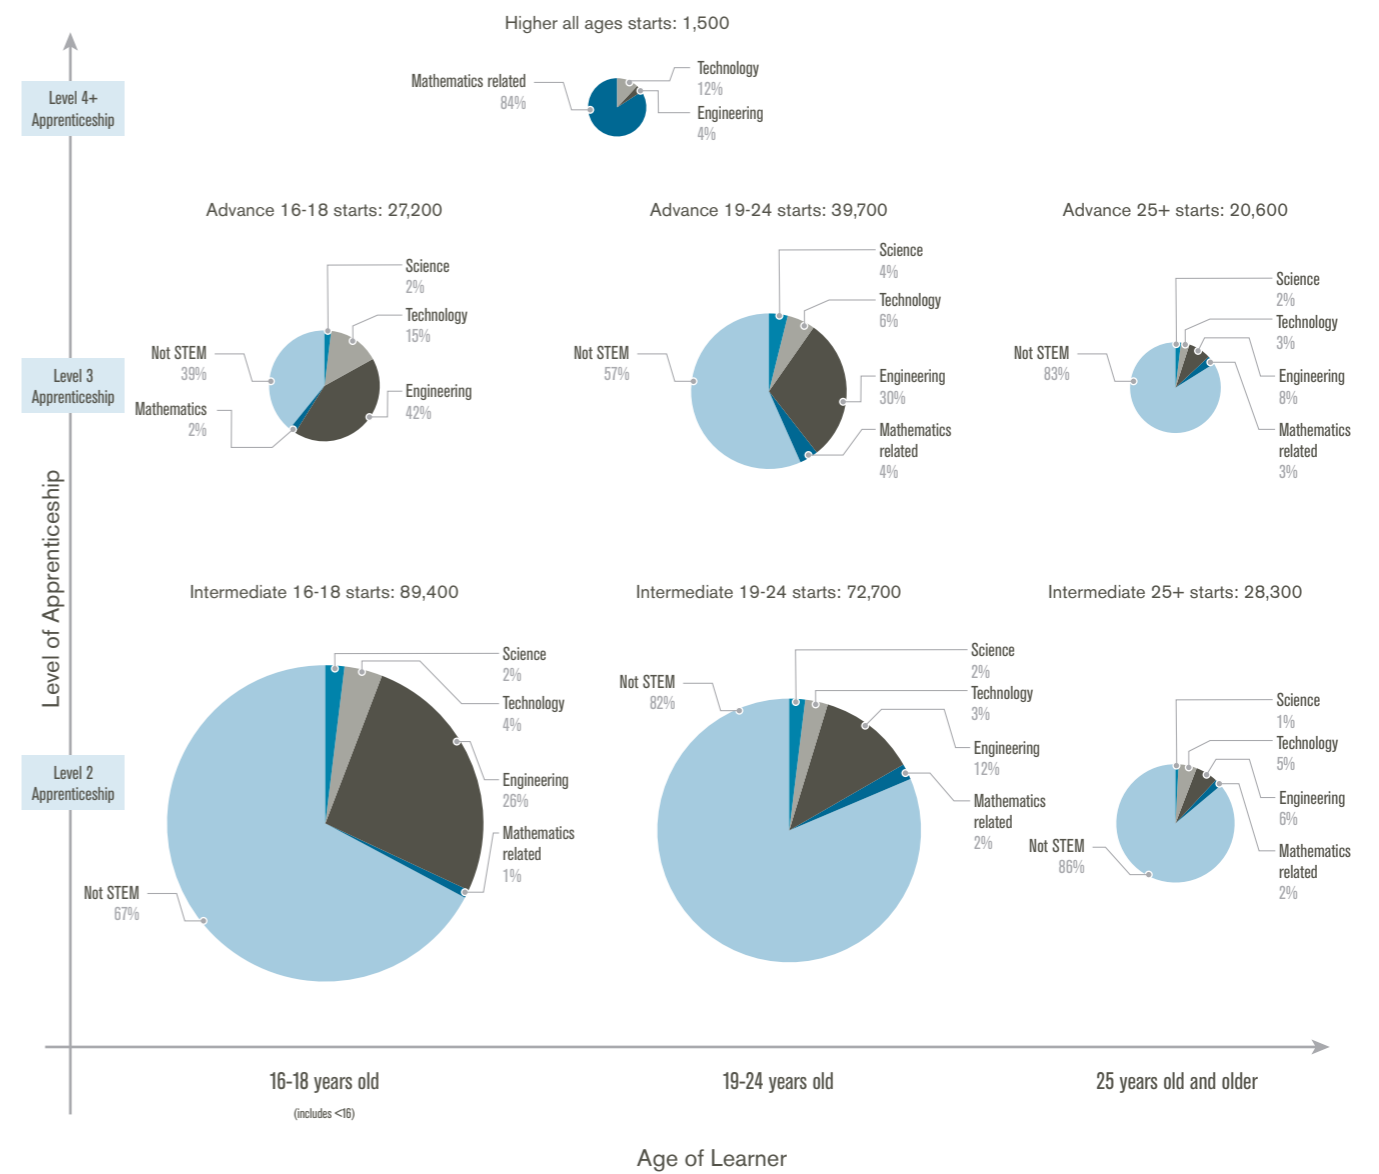 Higher all ages starts: 1,500
Level 4+
Apprenticeship
Mathematics related
84%
Technology
12%
Engineering
4%
Advance 16-18 starts: 27,200
Advance 19-24 starts: 39,700
Advance 25+ starts: 20,600
Level 3
Apprenticeship
Science
2%
Technology
15%
Not STEM
39%
Engineering
42%
Mathematics
2%
Science
4%
Technology
6%
Not STEM
57%
Engineering
30%
Mathematics
related
4%
Science
2%
Technology
3%
Not STEM
83%
Engineering
8%
Mathematics
related
3%
Level of Apprenticeship
Intermediate 16-18 starts: 89,400
Intermediate 19-24 starts: 72,700
Intermediate 25+ starts: 28,300
Level 2
Apprenticeship
Science
2%
Technology
4%
Engineering
26%
Mathematics
related
1%
Not STEM
67%
Science
2%
Not STEM
82%
Technology
3%
Engineering
12%
Mathematics
related
2%
Science
1%
Technology
5%
Engineering
6%
Mathematics
related
2%
Not STEM
86%
16-18 years old
(includes <16)
19-24 years old
25 years old and older
Age of Learner